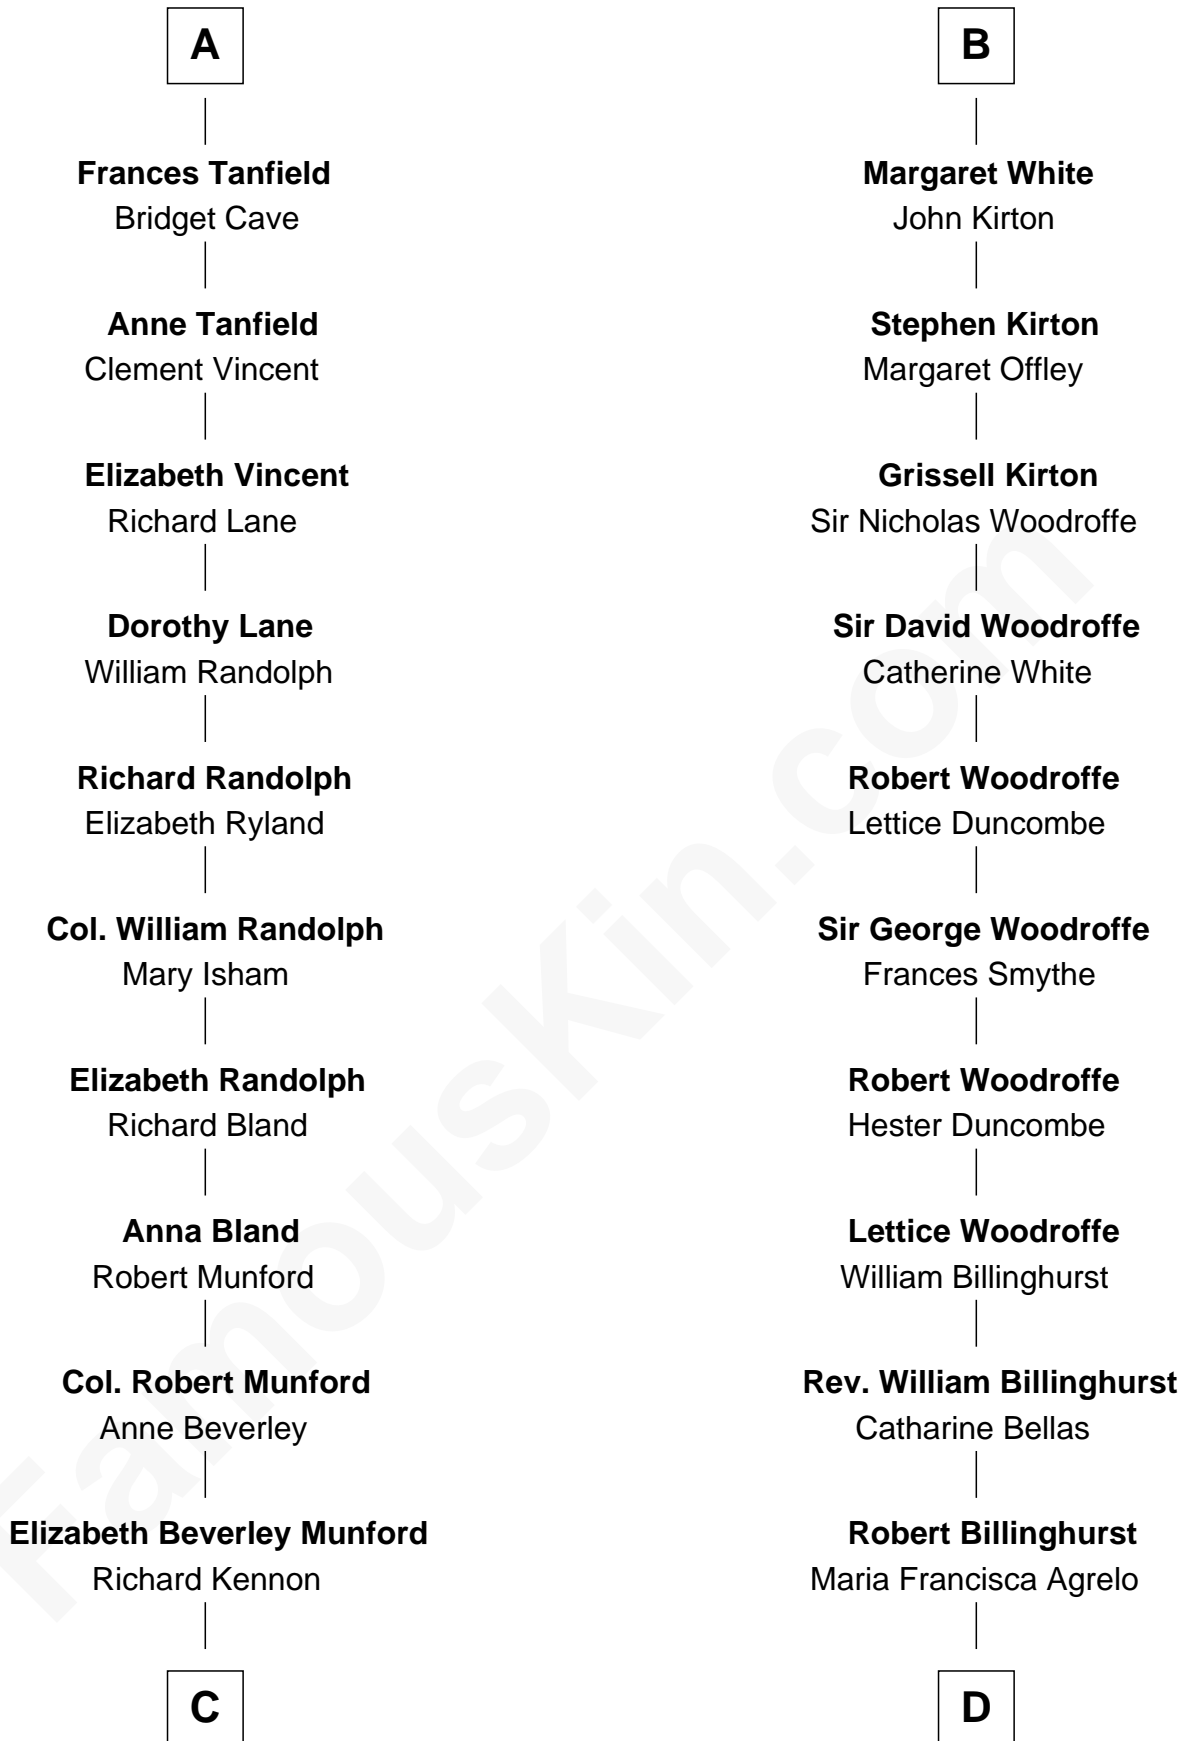 A
Frances Tanfield
Bridget Cave
Anne Tanfield
Clement Vincent
Elizabeth Vincent
Richard Lane
Dorothy Lane
William Randolph
Richard Randolph
Elizabeth Ryland
Col. William Randolph
Mary Isham
Elizabeth Randolph
Richard Bland
Anna Bland
Robert Munford
Col. Robert Munford
Anne Beverley
Elizabeth Beverley Munford
Richard Kennon
C
B
Margaret White
John Kirton
Stephen Kirton
Margaret Offley
Grissell Kirton
Sir Nicholas Woodroffe
Sir David Woodroffe
Catherine White
Robert Woodroffe
Lettice Duncombe
Sir George Woodroffe
Frances Smythe
Robert Woodroffe
Hester Duncombe
Lettice Woodroffe
William Billinghurst
Rev. William Billinghurst
Catharine Bellas
Robert Billinghurst
Maria Francisca Agrelo
D
FamousKin.com